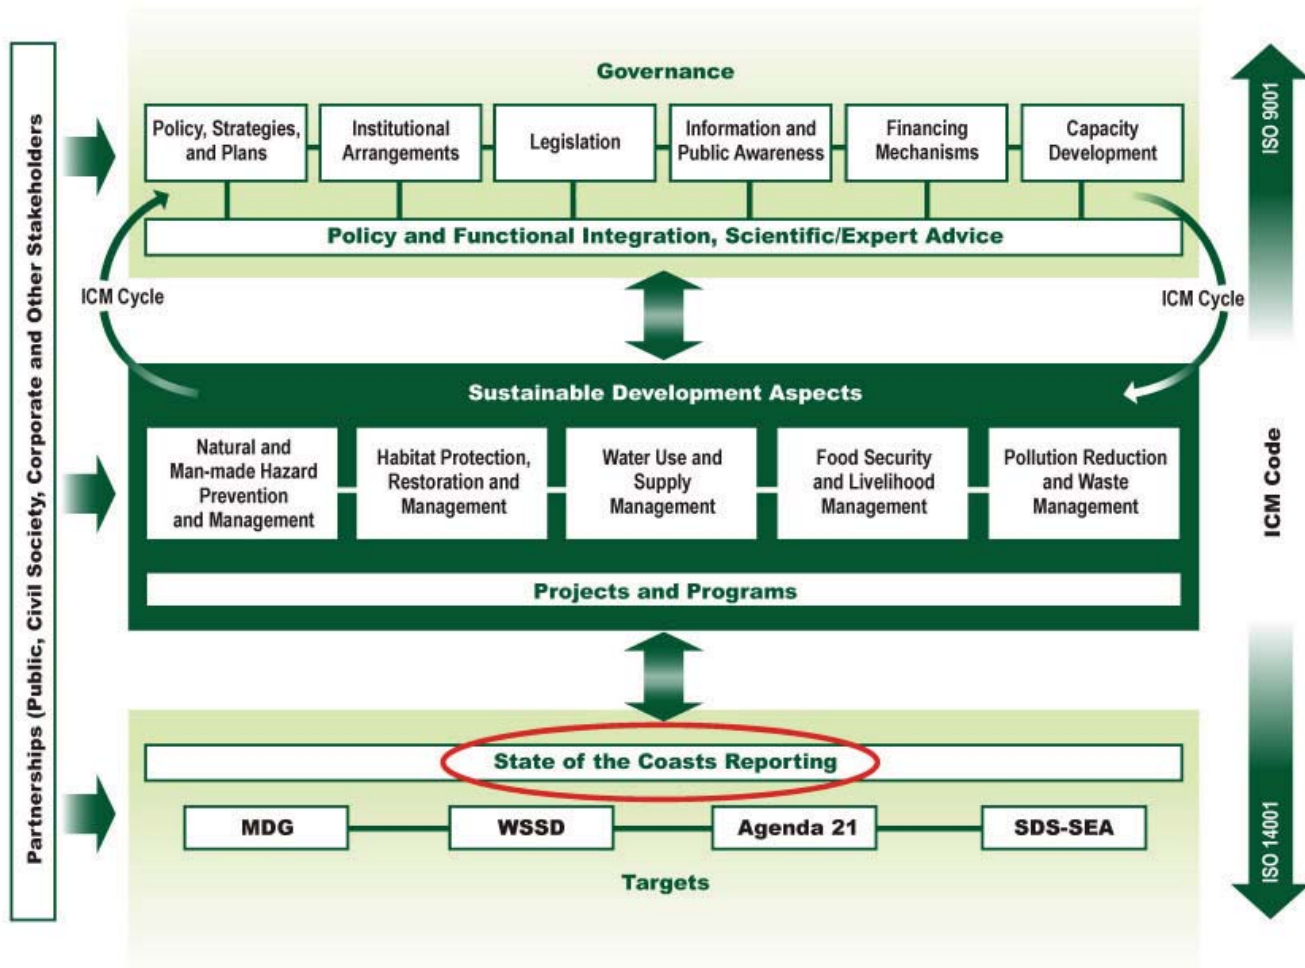 Partnerships (Public, Civil Society, Corporate and Other Stakeholders
Governance
Policy, Strategies,
and Plans
Institutional
Arrangements
Legislation
Information and
Public Awareness
Financing
Mechanisms
Capacity
Development
Policy and Functional Integration, Scientific/Expert Advice
ICM Cycle
ICM Cycle
Sustainable Development Aspects
Natural and
Man-made Hazard
Prevention
and Management
Habitat Protection,
Restoration and
Management
Water Use and
Supply
Management
Food Security
and Livelihood
Management
Pollution Reduction
and Waste
Management
Projects and Programs
State of the Coasts Reporting
MDG
WSSD
Agenda 21
SDS-SEA
Targets
ISO 9001
ICM Code
ISO 14001